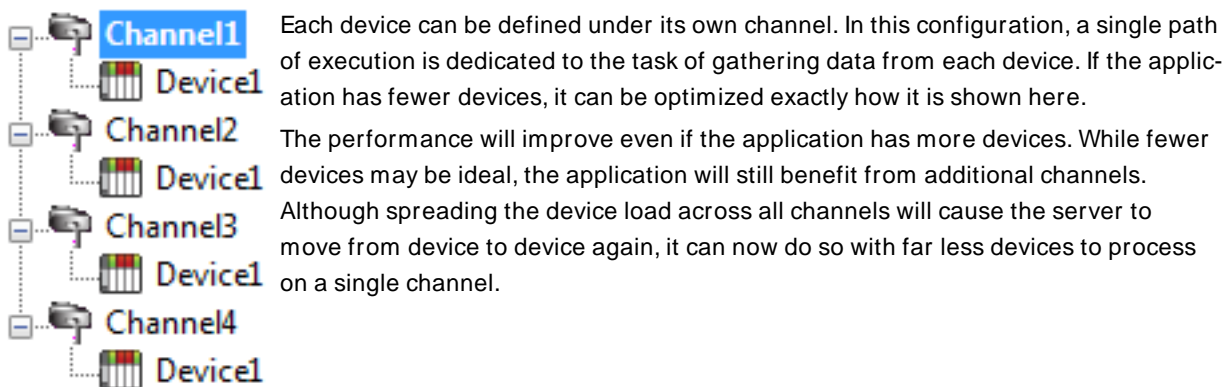 Channel1
Device1
Channel2
Device1
Channel3
Device1
Channel4
Device1
Each device can be defined under its own channel. In this configuration, a single path
of execution is dedicated to the task of gathering data from each device. If the applic-
ation has fewer devices, it can be optimized exactly how it is shown here.
The performance will improve even if the application has more devices. While fewer
devices may be ideal, the application will still benefit from additional channels.
Although spreading the device load across all channels will cause the server to
move from device to device again, it can now do so with far less devices to process
on a single channel.